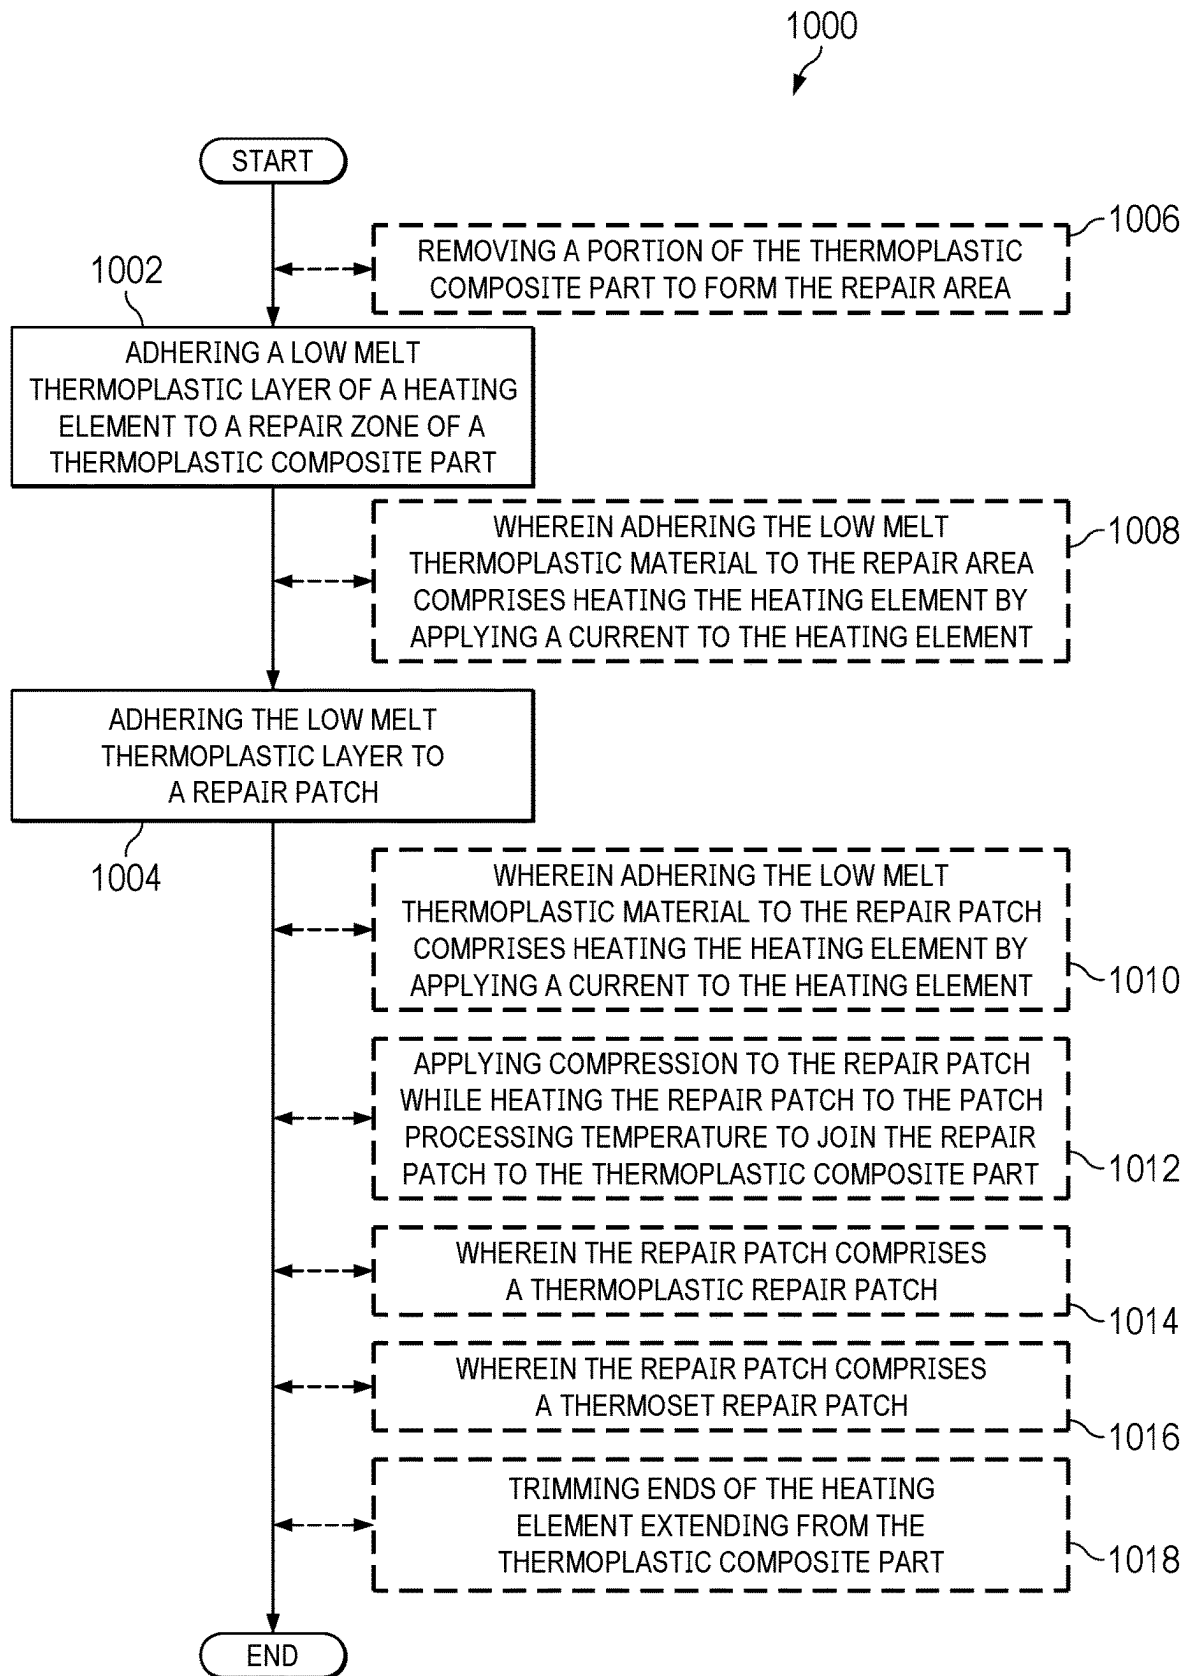 1000
START
1006
REMOVING A PORTION OF THE THERMOPLASTIC
COMPOSITE PART TO FORM THE REPAIR AREA
1002
ADHERING A LOW MELT
THERMOPLASTIC LAYER OF A HEATING
ELEMENT TO A REPAIR ZONE OF A
THERMOPLASTIC COMPOSITE PART
1008
WHEREIN ADHERING THE LOW MELT
THERMOPLASTIC MATERIAL TO THE REPAIR AREA
COMPRISES HEATING THE HEATING ELEMENT BY
APPLYING A CURRENT TO THE HEATING ELEMENT
ADHERING THE LOW MELT
THERMOPLASTIC LAYER TO
A REPAIR PATCH
1004
WHEREIN ADHERING THE LOW MELT
THERMOPLASTIC MATERIAL TO THE REPAIR PATCH
COMPRISES HEATING THE HEATING ELEMENT BY
APPLYING A CURRENT TO THE HEATING ELEMENT
1010
APPLYING COMPRESSION TO THE REPAIR PATCH
WHILE HEATING THE REPAIR PATCH TO THE PATCH
PROCESSING TEMPERATURE TO JOIN THE REPAIR
PATCH TO THE THERMOPLASTIC COMPOSITE PART
1012
WHEREIN THE REPAIR PATCH COMPRISES
A THERMOPLASTIC REPAIR PATCH
1014
WHEREIN THE REPAIR PATCH COMPRISES
A THERMOSET REPAIR PATCH
1016
TRIMMING ENDS OF THE HEATING
ELEMENT EXTENDING FROM THE
THERMOPLASTIC COMPOSITE PART
1018
END